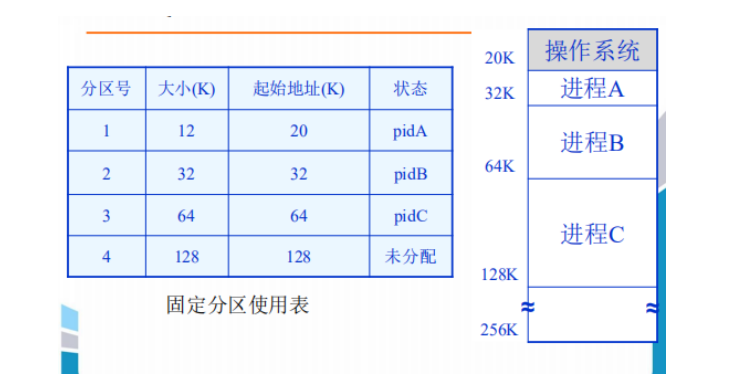 分区号 大小(K) 起始地址(K) 状态
1 12 20 pidA
2 32 32 pidB
3 64 64 pidC
4 128 128 未分配
固定分区使用表
操作系统
20K
进程A
32K
进程B
64K
进程C
128K
≈ ≈
256K